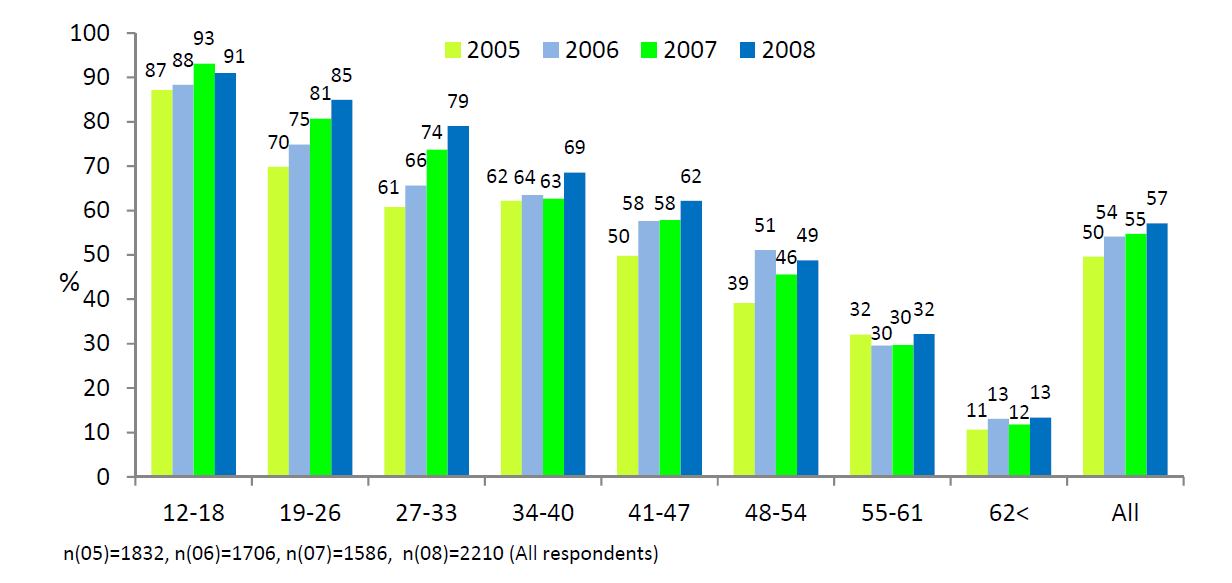 2005 2006 2007 2008
100
90
80
70
60
50
40
30
20
10
0
%
87 88 93 91
70 75 81 85
61 66 74 79
62 64 63 69
50 58 58 62
39 51 46 49
32 30 30 32
11 13 12 13
50 54 55 57
12-18 19-26 27-33 34-40 41-47 48-54 55-61 62< All
n(05)=1832, n(06)=1706, n(07)=1586, n(08)=2210 (All respondents)